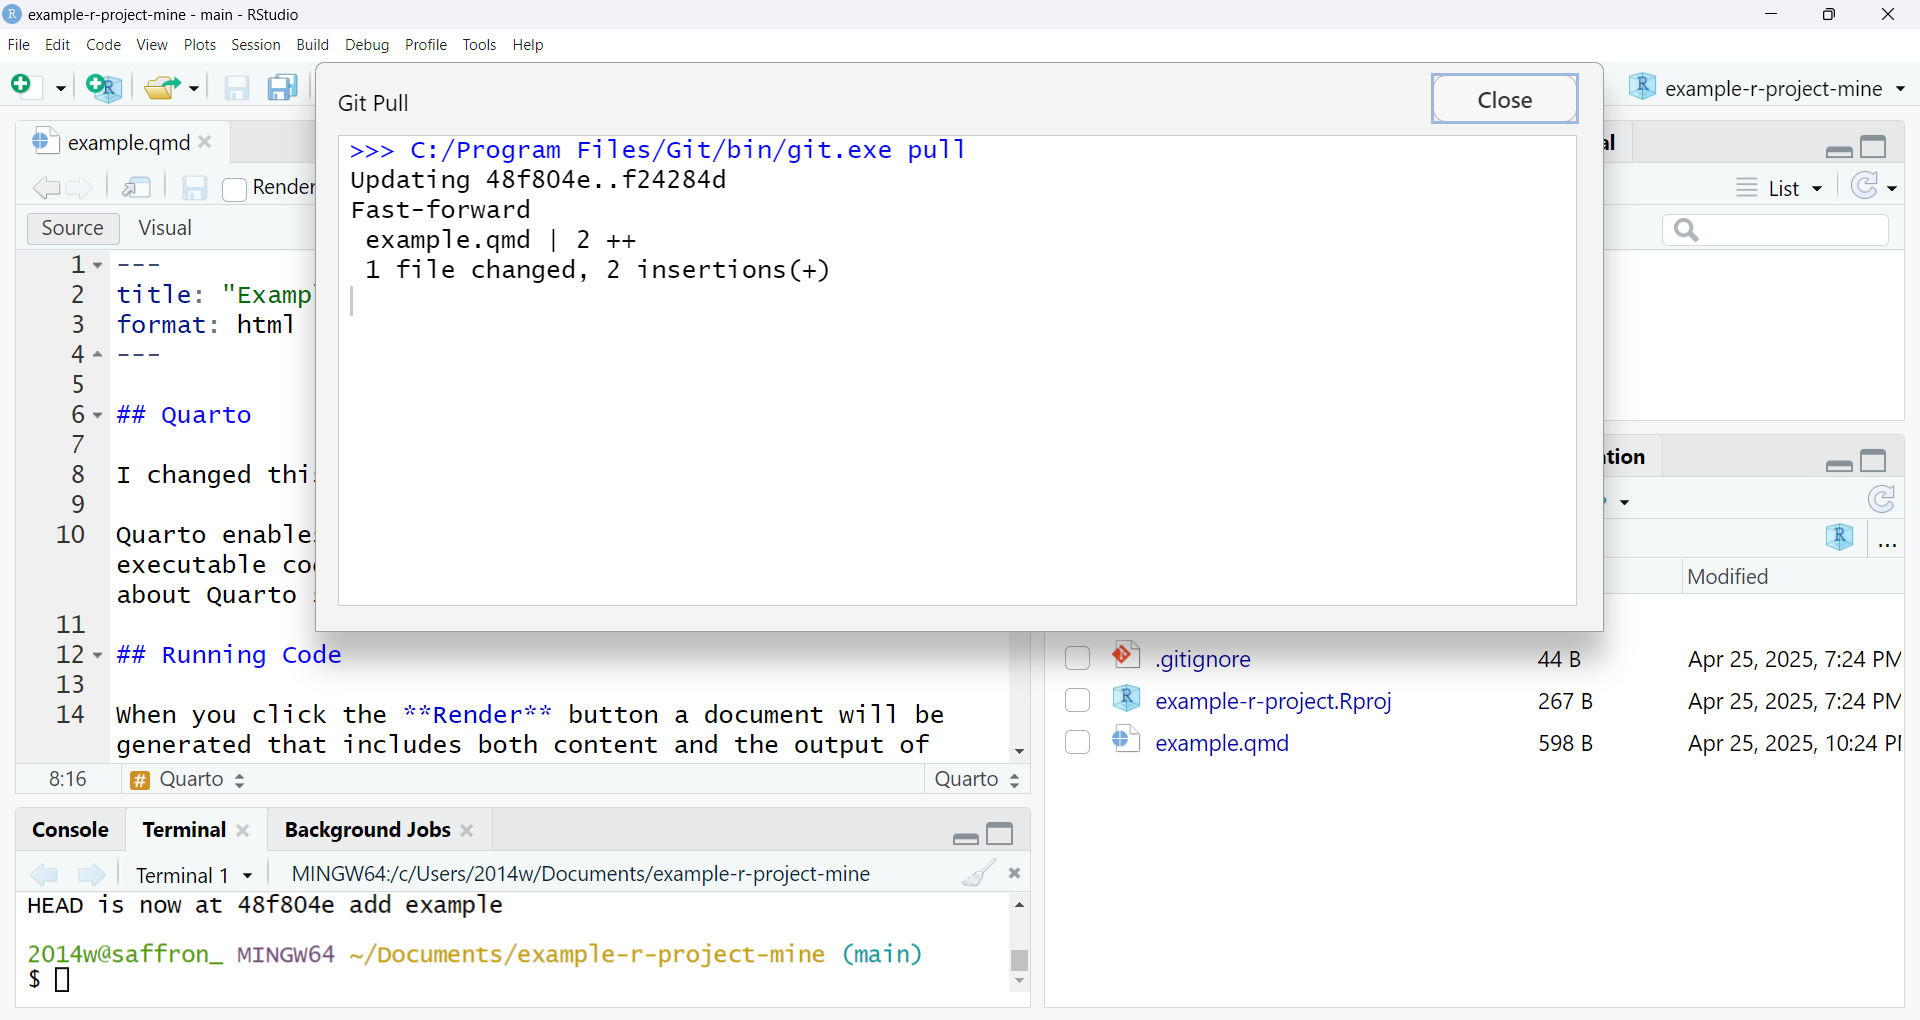 example-r-project-mine - main - RStudio
File Edit Code View Plots Session Build Debug Profile Tools Help
example-r-project-mine
Git Pull
Close
>>> C:/Program Files/Git/bin/git.exe pull
Updating 48f804e..f24284d
Fast-forward
example.qmd | 2 ++
1 file changed, 2 insertions(+)
example.qmd
Render
Source Visual
1 ---
2 title: "Examp
3 format: html
4 ---
5
6 ## Quarto
7
8 I changed thi
9
10 Quarto enable
executable co
about Quarto
11
12 ## Running Code
13
14 When you click the **Render** button a document will be
generated that includes both content and the output of
8:16 # Quarto Quarto
Console Terminal Background Jobs
Terminal 1 MINGW64:/c/Users/2014w/Documents/example-r-project-mine
HEAD is now at 48f804e add example
2014w@saffron_ MINGW64 ~/Documents/example-r-project-mine (main)
$
al
List
tion
...
Modified
.gitignore 44 B Apr 25, 2025, 7:24 PM
example-r-project.Rproj 267 B Apr 25, 2025, 7:24 PM
example.qmd 598 B Apr 25, 2025, 10:24 P